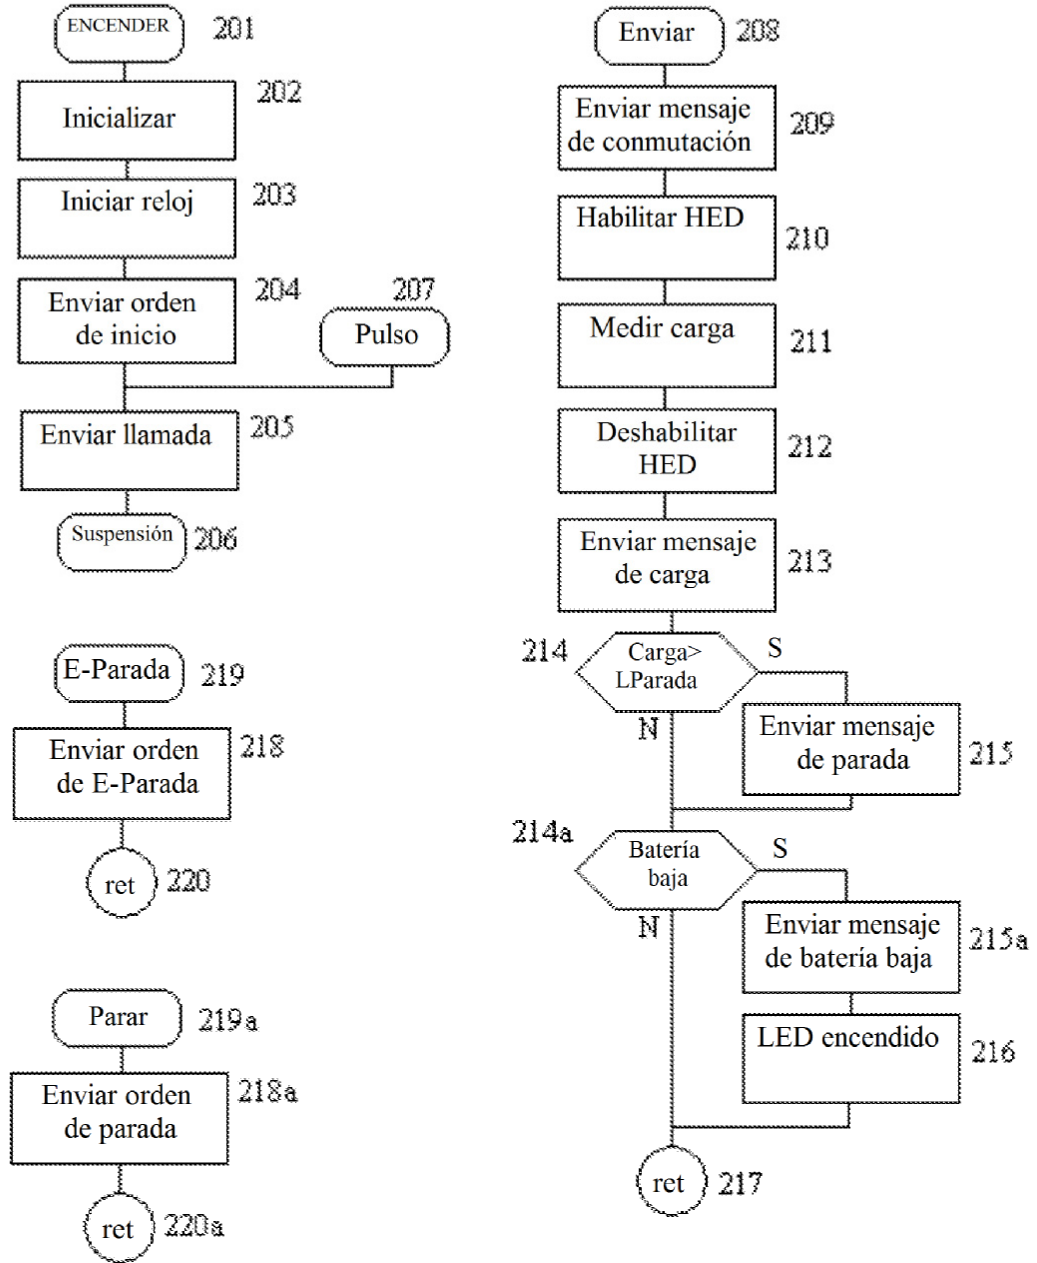 ENCENDER
201
Inicializar
202
Iniciar reloj
203
Enviar orden
de inicio
204
207
Pulso
Enviar llamada
205
Suspensión
206
E-Parada
219
Enviar orden
de E-Parada
218
ret
220
Parar
219a
Enviar orden
de parada
218a
ret
220a
Enviar
208
Enviar mensaje
de conmutación
209
Habilitar HED
210
Medir carga
211
Deshabilitar
HED
212
Enviar mensaje
de carga
213
214
Carga>
LParada
S
N
Enviar mensaje
de parada
215
214a
Batería
baja
S
N
Enviar mensaje
de batería baja
215a
LED encendido
216
ret
217